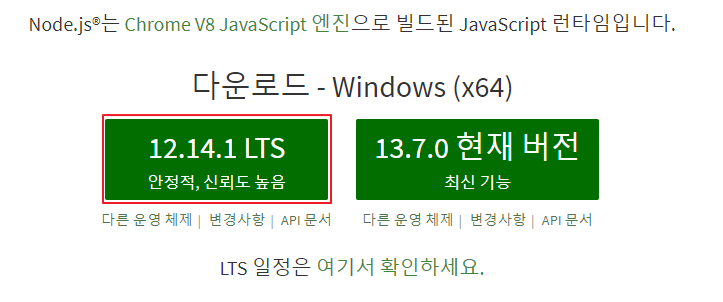 Node.js®는 Chrome V8 JavaScript 엔진으로 빌드된 JavaScript 런타임입니다.
다운로드 - Windows (x64)
12.14.1 LTS
안정적, 신뢰도 높음
13.7.0 현재 버전
최신 기능
다른 운영 체제 | 변경사항 | API 문서
다른 운영 체제 | 변경사항 | API 문서
LTS 일정은 여기서 확인하세요.